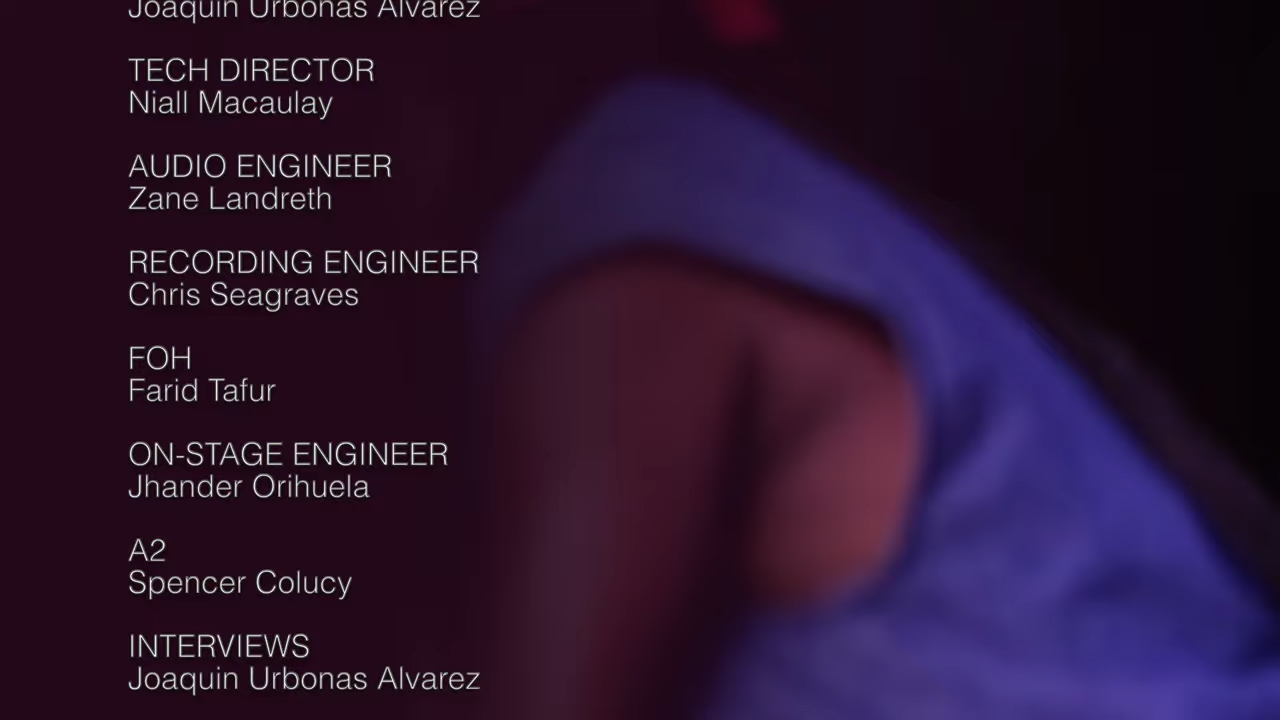 Joaquin Urbonas Alvarez
TECH DIRECTOR
Niall Macaulay
AUDIO ENGINEER
Zane Landreth
RECORDING ENGINEER
Chris Seagraves
FOH
Farid Tafur
ON-STAGE ENGINEER
Jhander Orihuela
A2
Spencer Colucy
INTERVIEWS
Joaquin Urbonas Alvarez